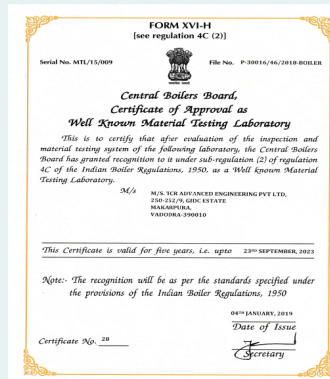 FORM XVI-H
[see regulation 4C (2)]
Serial No. MTL/15/009 File No. P-30016/46/2018-BOILER
Central Boilers Board,
Certificate of Approval as
Well Known Material Testing Laboratory
This is to certify that after evaluation of the inspection and
material testing system of the following laboratory, the Central Boilers
Board has granted recognition to it under sub-regulation (2) of regulation
4C of the Indian Boiler Regulations, 1950, as a Well Known Material
Testing Laboratory.
M/s M/S. TCR ADVANCED ENGINEERING PVT LTD,
250-252/9, GIDC ESTATE
MAKARPURA,
VADODRA-390010
This Certificate is valid for five years, i.e. upto 23RD SEPTEMBER, 2023
Note:- The recognition will be as per the standards specified under
the provisions of the Indian Boiler Regulations, 1950
04TH JANUARY, 2019
Date of Issue
Certificate No. 28
Secretary